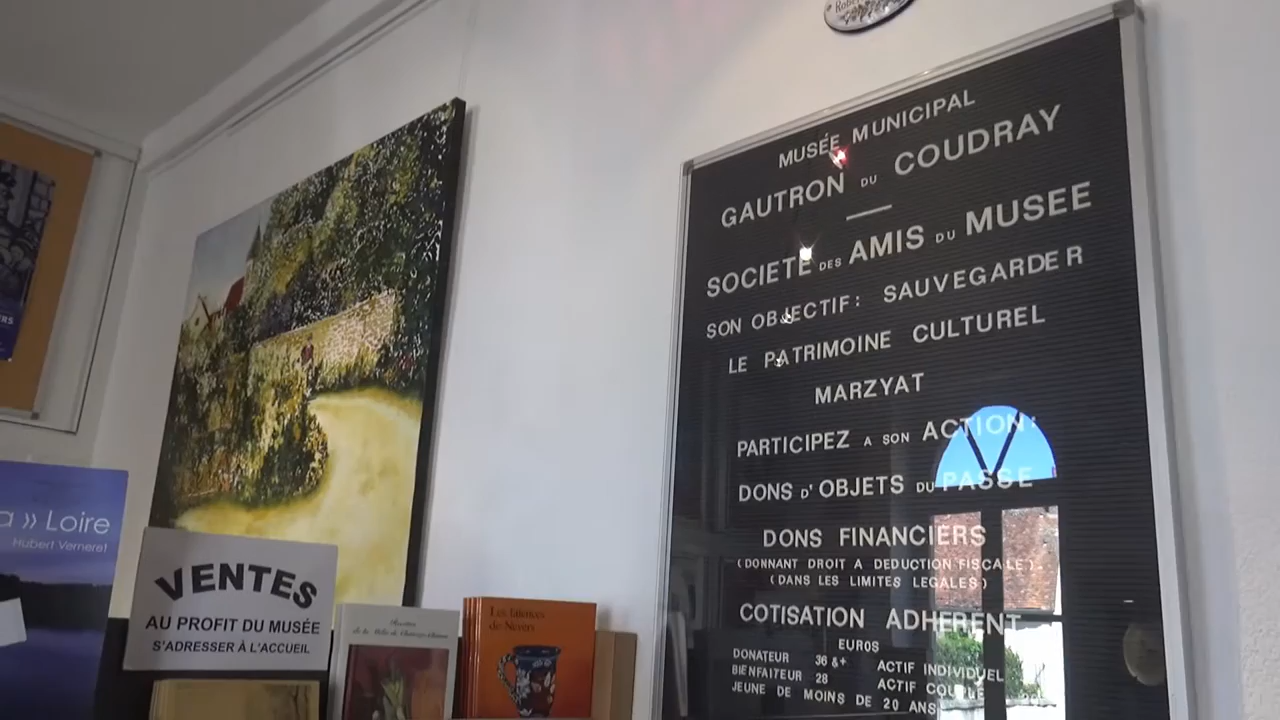 MUSÉE MUNICIPAL
GAUTRON DU COUDRAY
SOCIETE DES AMIS DU MUSEE
SON OBJECTIF: SAUVEGARDER
LE PATRIMOINE CULTUREL
MARZYAT
PARTICIPEZ A SON ACTION:
DONS D'OBJETS DU PASSE
DONS FINANCIERS
(DONNANT DROIT A DEDUCTION FISCALE).
(DANS LES LIMITES LEGALES)
COTISATION ADHERENT
EUROS
DONATEUR 36 &+ ACTIF INDIVIDUEL
BIENFAITEUR 28 ACTIF COUPLE
JEUNE DE MOINS DE 20 ANS
a » Loire
Hubert Verneret
VENTES
AU PROFIT DU MUSÉE
S'ADRESSER À L'ACCUEIL
Recettes
Les faïences
de Nevers